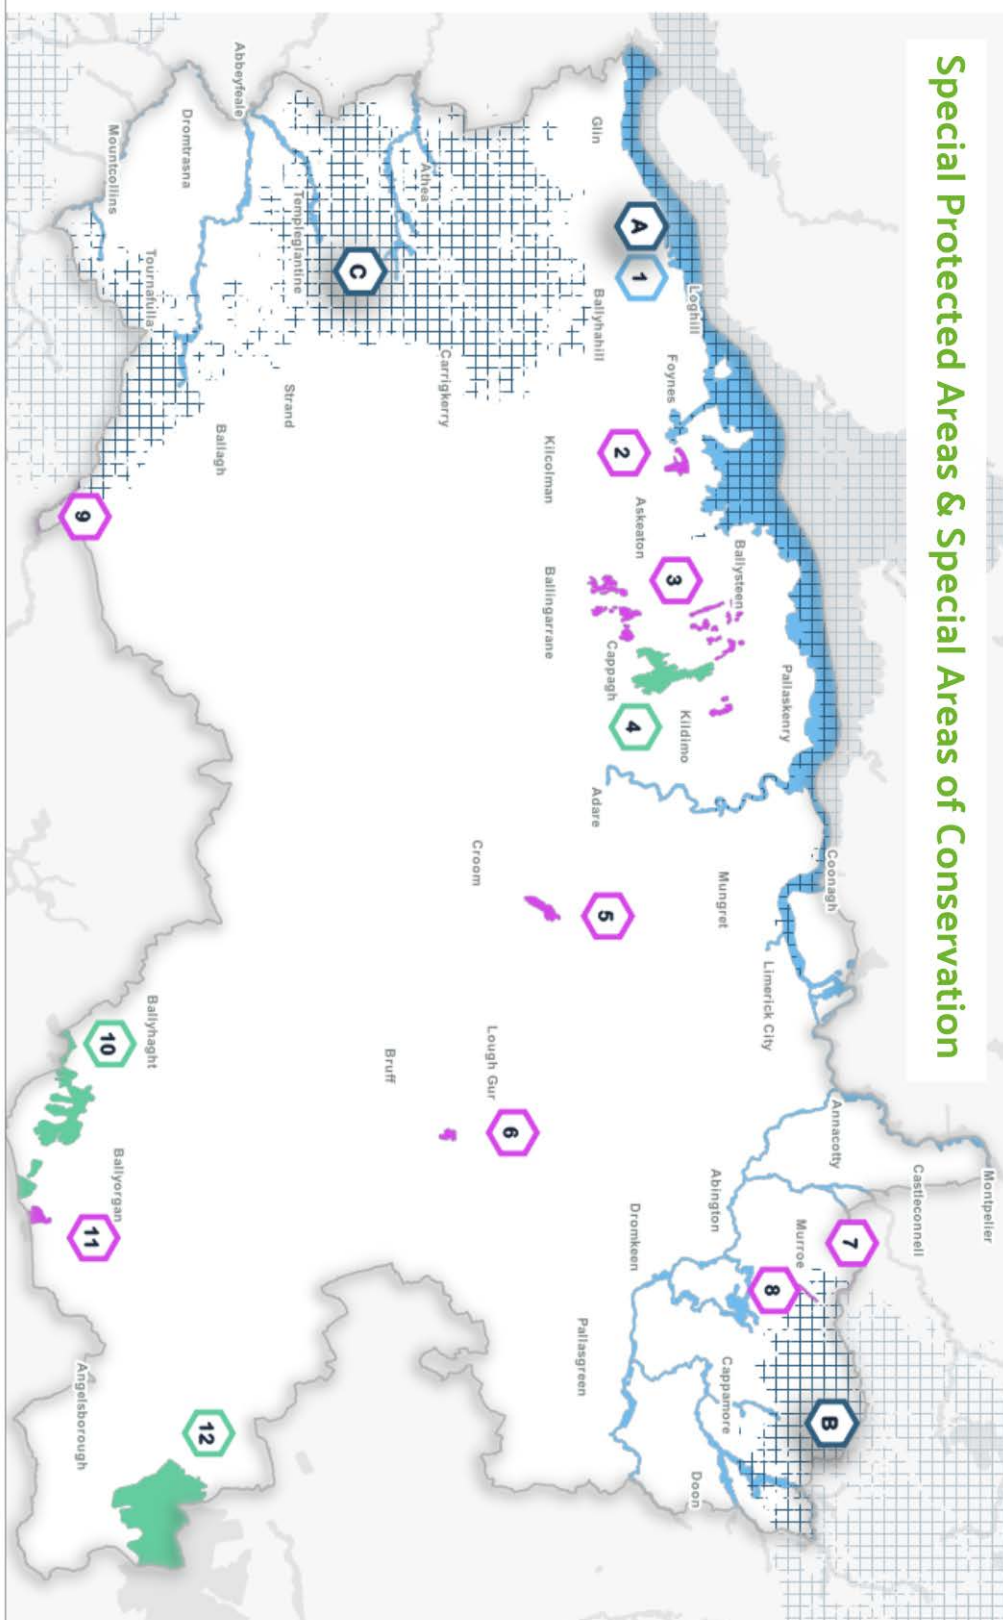 Special Protected Areas & Special Areas of Conservation
Montpelier
Castleconnell
Annacotty
Coonagh
7
Murroe
B
Limerick City
8
Pallaskenry
Ballysteen
Mungret
Abington
Cappamore
Loghill
Foynes
3
Kildimo
Doon
A
1
2
Askeaton
4
Dromkeen
Glin
Ballyhahill
Cappagh
Adare
5
Pallasgreen
Kilcolman
Ballingarrane
6
Lough Gur
Croom
Carrigkerry
Athea
Bruff
C
Templeglantine
Strand
Abbeyfeale
Ballagh
12
Dromtrasna
Tournafulla
Ballyhaght
Mountcollins
10
Ballyorgan
11
9
Angelsborough